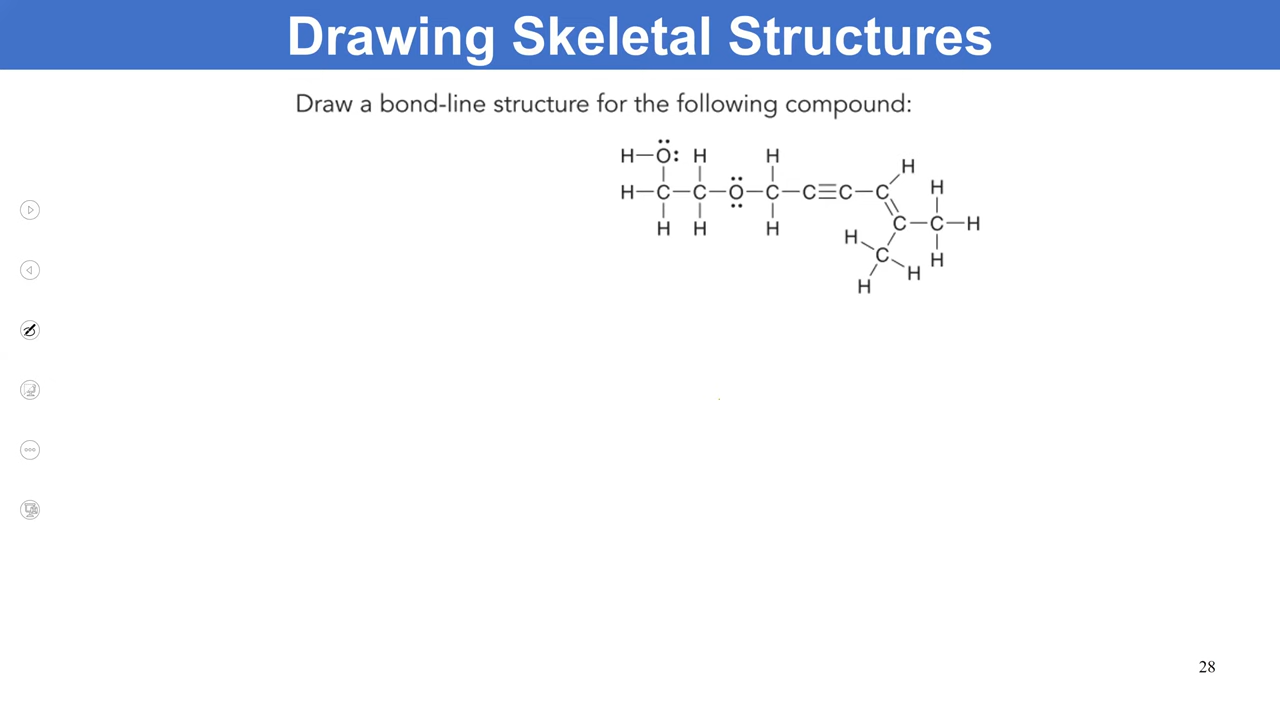 Drawing Skeletal Structures
Draw a bond-line structure for the following compound:
H—O: H H H
H—C—C—O—C—C≡C—C H
C—C—H
H H H H C H H
H
28